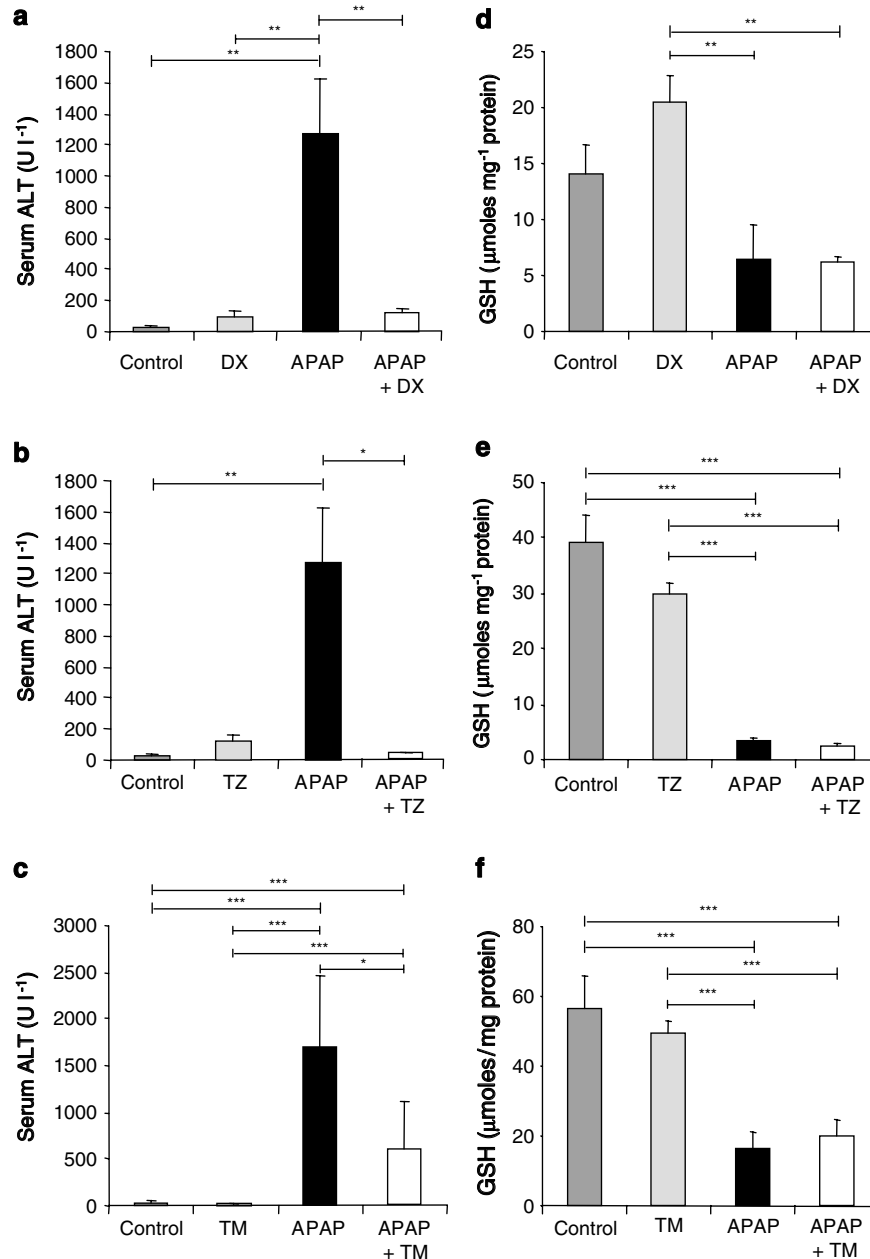 a
**
**
**
Serum ALT (U l⁻¹)
1800
1600
1400
1200
1000
800
600
400
200
0
Control DX APAP APAP
+ DX
d
**
**
GSH (μmoles mg⁻¹ protein)
25
20
15
10
5
0
Control DX APAP APAP
+ DX
b
*
**
Serum ALT (U l⁻¹)
1800
1600
1400
1200
1000
800
600
400
200
0
Control TZ APAP APAP
+ TZ
e
***
***
***
***
GSH (μmoles mg⁻¹ protein)
50
40
30
20
10
0
Control TZ APAP APAP
+ TZ
c
***
***
***
***
*
Serum ALT (U l⁻¹)
3000
2500
2000
1500
1000
500
0
Control TM APAP APAP
+ TM
f
***
***
***
***
GSH (μmoles/mg protein)
80
60
40
20
0
Control TM APAP APAP
+ TM